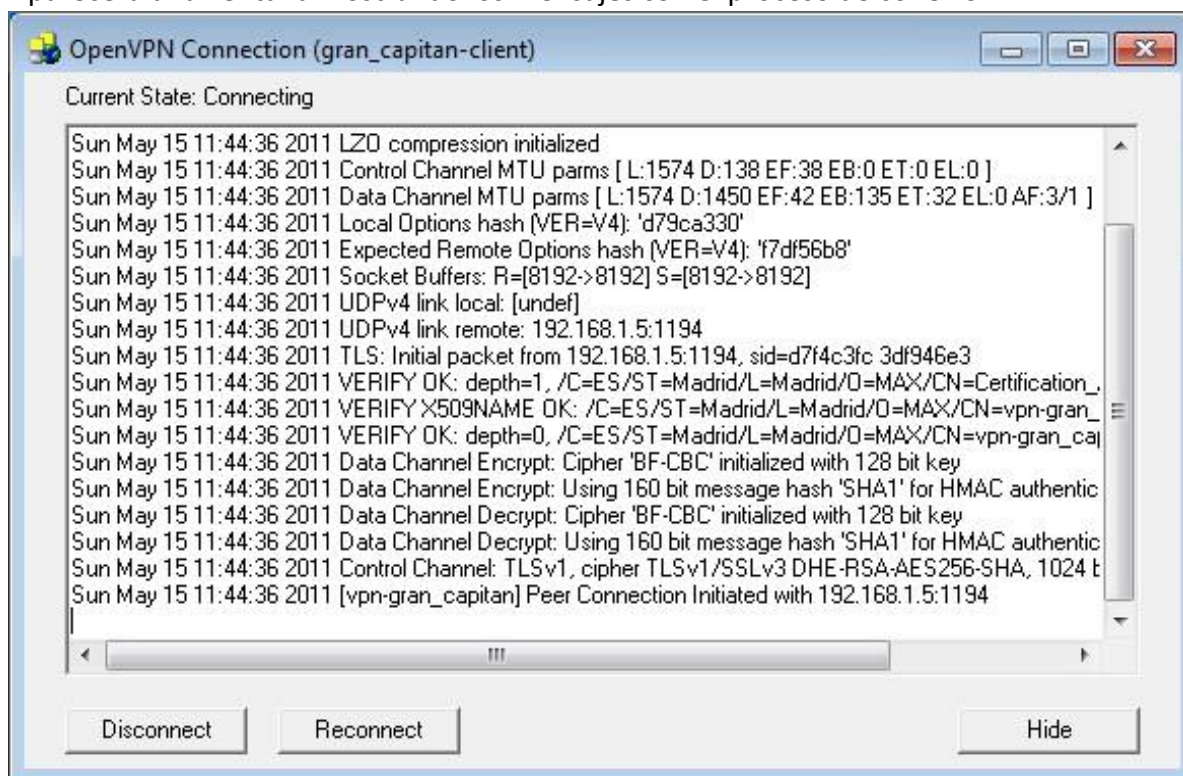 OpenVPN Connection (gran_capitan-client)
Current State: Connecting
Sun May 15 11:44:36 2011 LZO compression initialized
Sun May 15 11:44:36 2011 Control Channel MTU parms [ L:1574 D:138 EF:38 EB:0 ET:0 EL:0 ]
Sun May 15 11:44:36 2011 Data Channel MTU parms [ L:1574 D:1450 EF:42 EB:135 ET:32 EL:0 AF:3/1 ]
Sun May 15 11:44:36 2011 Local Options hash (VER=V4): 'd79ca330'
Sun May 15 11:44:36 2011 Expected Remote Options hash (VER=V4): 'f7df56b8'
Sun May 15 11:44:36 2011 Socket Buffers: R=[8192->8192] S=[8192->8192]
Sun May 15 11:44:36 2011 UDPv4 link local: [undef]
Sun May 15 11:44:36 2011 UDPv4 link remote: 192.168.1.5:1194
Sun May 15 11:44:36 2011 TLS: Initial packet from 192.168.1.5:1194, sid=d7f4c3fc 3df946e3
Sun May 15 11:44:36 2011 VERIFY OK: depth=1, /C=ES/ST=Madrid/L=Madrid/O=MAX/CN=Certification_
Sun May 15 11:44:36 2011 VERIFY X509NAME OK: /C=ES/ST=Madrid/L=Madrid/O=MAX/CN=vpn-gran_
Sun May 15 11:44:36 2011 VERIFY OK: depth=0, /C=ES/ST=Madrid/L=Madrid/O=MAX/CN=vpn-gran_ca
Sun May 15 11:44:36 2011 Data Channel Encrypt: Cipher 'BF-CBC' initialized with 128 bit key
Sun May 15 11:44:36 2011 Data Channel Encrypt: Using 160 bit message hash 'SHA1' for HMAC authentic
Sun May 15 11:44:36 2011 Data Channel Decrypt: Cipher 'BF-CBC' initialized with 128 bit key
Sun May 15 11:44:36 2011 Data Channel Decrypt: Using 160 bit message hash 'SHA1' for HMAC authentic
Sun May 15 11:44:36 2011 Control Channel: TLSv1, cipher TLSv1/SSLv3 DHE-RSA-AES256-SHA, 1024
Sun May 15 11:44:36 2011 [vpn-gran_capitan] Peer Connection Initiated with 192.168.1.5:1194
Disconnect
Reconnect
Hide